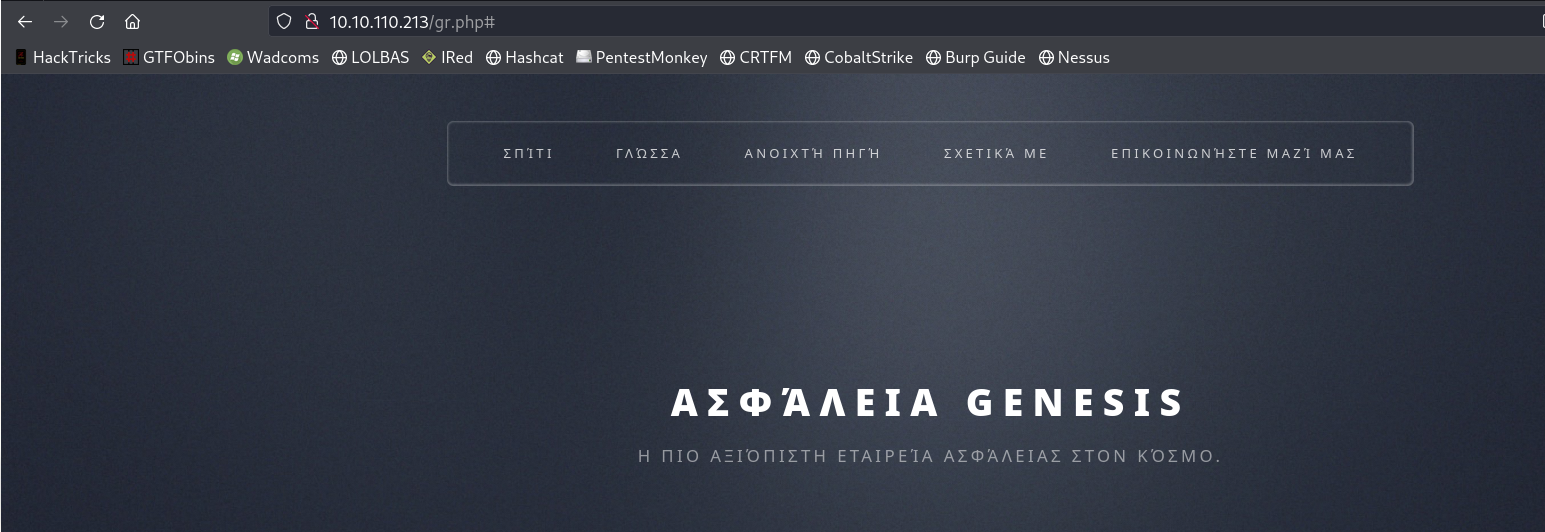 10.10.110.213/gr.php#
HackTricks GTFObins Wadcoms LOLBAS IRed Hashcat PentestMonkey CRTFM CobaltStrike Burp Guide Nessus
ΣΠΊΤΙ ΓΛΏΣΣΑ ΑΝΟΙΧΤΉ ΠΗΓΉ ΣΧΕΤΙΚΆ ΜΕ ΕΠΙΚΟΙΝΩΝΉΣΤΕ ΜΑΖΊ ΜΑΣ
ΑΣΦΆΛΕΙΑ GENESIS
Η ΠΙΟ ΑΞΙΌΠΙΣΤΗ ΕΤΑΙΡΕΊΑ ΑΣΦΆΛΕΙΑΣ ΣΤΟΝ ΚΌΣΜΟ.